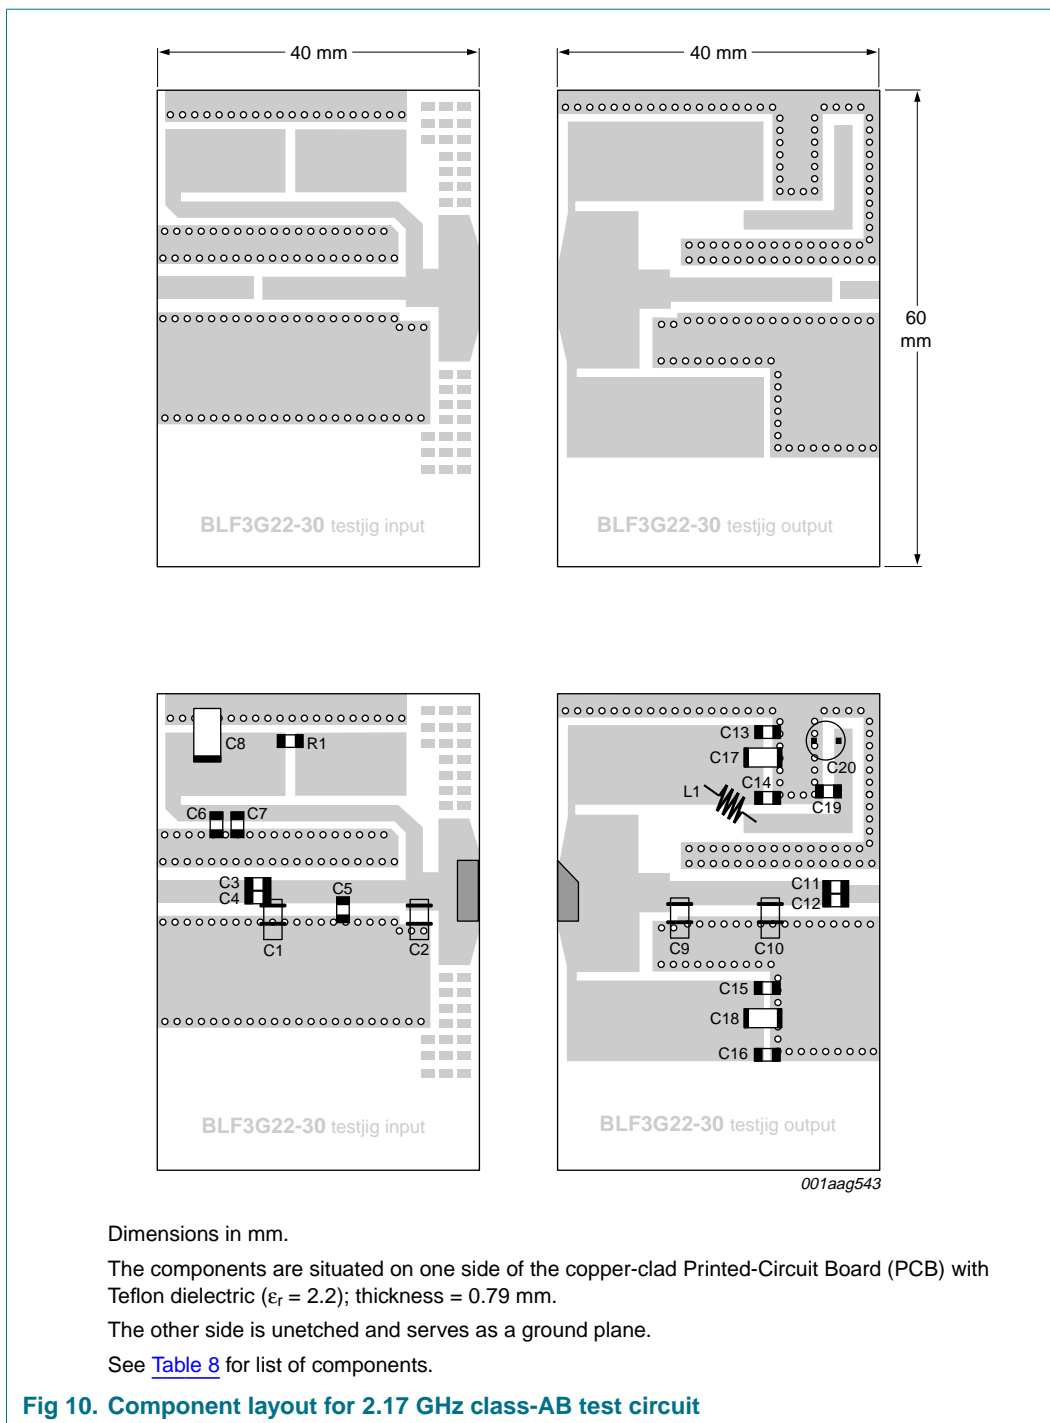 40 mm
40 mm
60
mm
BLF3G22-30 testjig input
BLF3G22-30 testjig output
C8
R1
C6
C7
C3
C4
C5
C1
C2
C13
C17
C20
C14
L1
C19
C11
C12
C9
C10
C15
C18
C16
BLF3G22-30 testjig input
BLF3G22-30 testjig output
001aag543
Dimensions in mm.
The components are situated on one side of the copper-clad Printed-Circuit Board (PCB) with
Teflon dielectric (εr = 2.2); thickness = 0.79 mm.
The other side is unetched and serves as a ground plane.
See Table 8 for list of components.
Fig 10. Component layout for 2.17 GHz class-AB test circuit